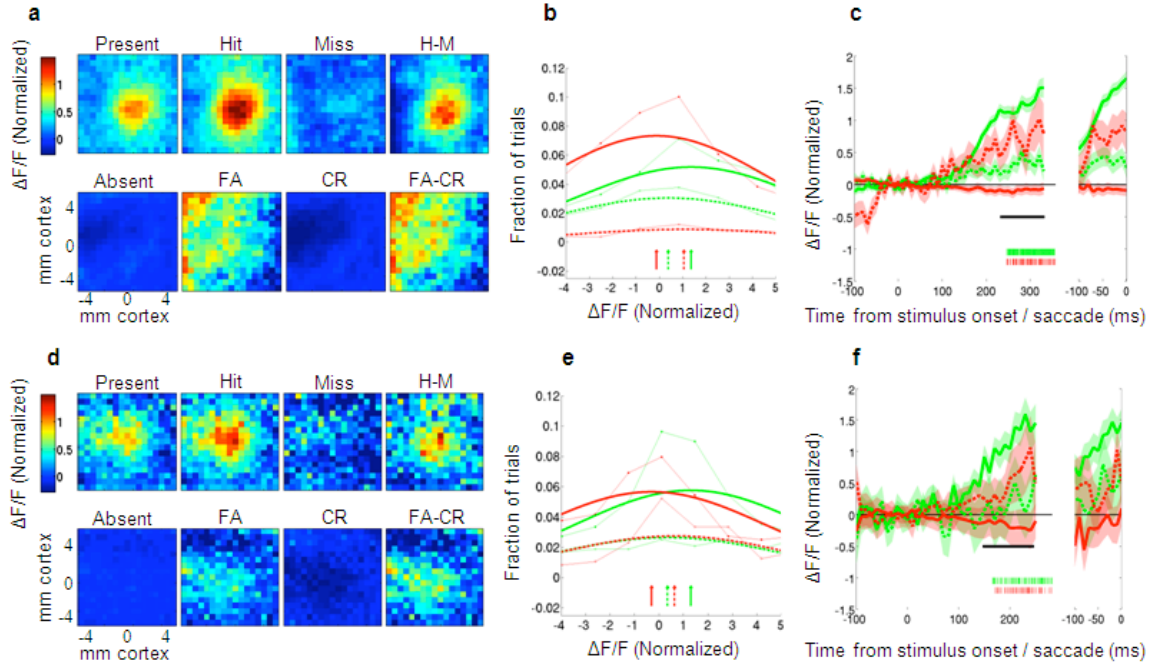 a
Present
Hit
Miss
H-M
ΔF/F (Normalized)
1
0.5
0
Absent
FA
CR
FA-CR
mm cortex
4
0
-4
-4 0 4
mm cortex
b
Fraction of trials
0.12
0.1
0.08
0.06
0.04
0.02
0
-0.02
-4 -3 -2 -1 0 1 2 3 4 5
ΔF/F (Normalized)
c
ΔF/F (Normalized)
2
1.5
1
0.5
0
-0.5
-1
1.5
-100 0 100 200 300 -100 -50 0
Time from stimulus onset / saccade (ms)
d
Present
Hit
Miss
H-M
ΔF/F (Normalized)
1
0.5
0
Absent
FA
CR
FA-CR
mm cortex
4
0
-4
-4 0 4
mm cortex
e
Fraction of trials
0.12
0.1
0.08
0.06
0.04
0.02
0
-0.02
-4 -3 -2 -1 0 1 2 3 4 5
ΔF/F (Normalized)
f
ΔF/F (Normalized)
2
1.5
1
0.5
0
-0.5
-1
1.5
-100 0 100 200 -100 -50 0
Time from stimulus onset / saccade (ms)